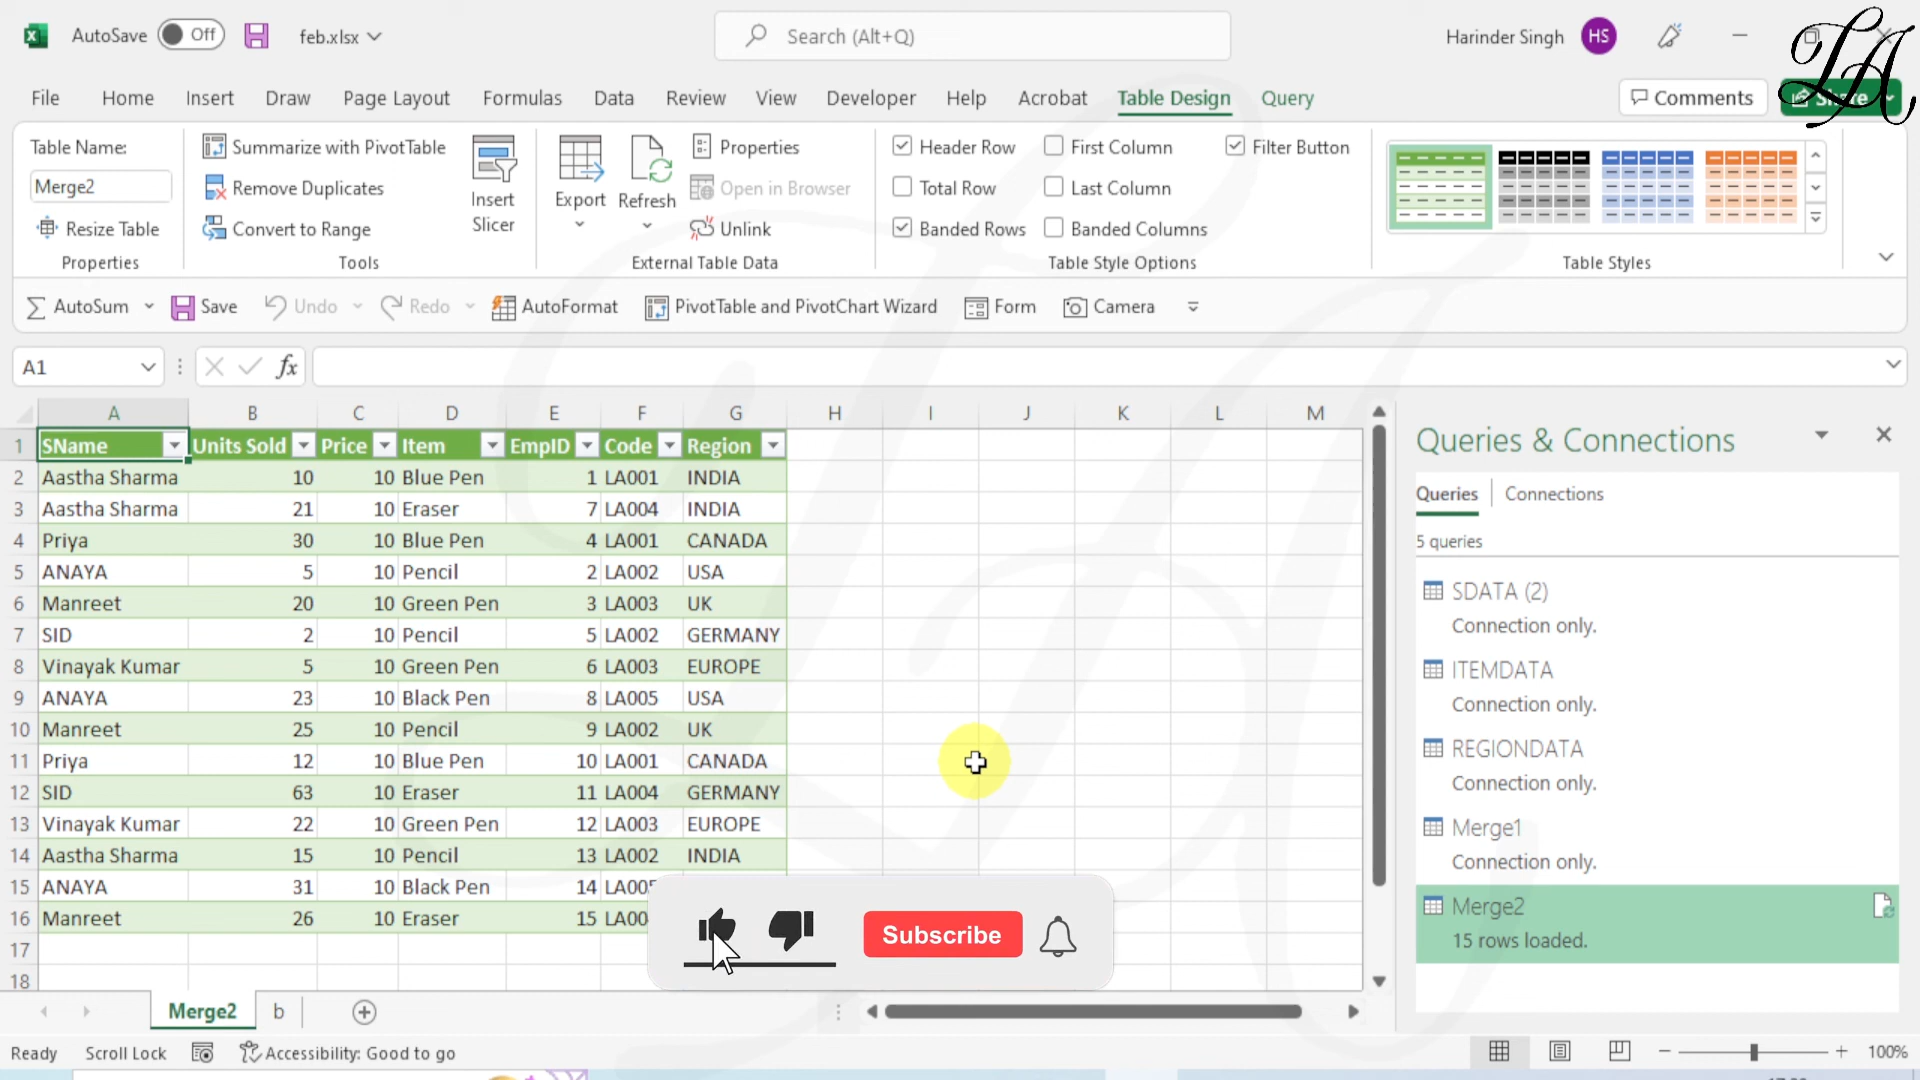 AutoSave Off feb.xlsx Search (Alt+Q) Harinder Singh HS LA
File Home Insert Draw Page Layout Formulas Data Review View Developer Help Acrobat Table Design Query Comments Share
Table Name: Summarize with PivotTable Properties Header Row First Column Filter Button
Merge2 Remove Duplicates Insert Slicer Export Refresh Open in Browser Total Row Last Column
Resize Table Convert to Range Unlink Banded Rows Banded Columns
Properties Tools External Table Data Table Style Options Table Styles
AutoSum Save Undo Redo AutoFormat PivotTable and PivotChart Wizard Form Camera
A1 fx
A B C D E F G H I J K L M
1 SName Units Sold Price Item EmpID Code Region
2 Aastha Sharma 10 10 Blue Pen 1 LA001 INDIA
3 Aastha Sharma 21 10 Eraser 7 LA004 INDIA
4 Priya 30 10 Blue Pen 4 LA001 CANADA
5 ANAYA 5 10 Pencil 2 LA002 USA
6 Manreet 20 10 Green Pen 3 LA003 UK
7 SID 2 10 Pencil 5 LA002 GERMANY
8 Vinayak Kumar 5 10 Green Pen 6 LA003 EUROPE
9 ANAYA 23 10 Black Pen 8 LA005 USA
10 Manreet 25 10 Pencil 9 LA002 UK
11 Priya 12 10 Blue Pen 10 LA001 CANADA
12 SID 63 10 Eraser 11 LA004 GERMANY
13 Vinayak Kumar 22 10 Green Pen 12 LA003 EUROPE
14 Aastha Sharma 15 10 Pencil 13 LA002 INDIA
15 ANAYA 31 10 Black Pen 14
16 Manreet 26 10 Eraser 15
17
18
Queries & Connections
Queries Connections
5 queries
SDATA (2)
Connection only.
ITEMDATA
Connection only.
REGIONDATA
Connection only.
Merge1
Connection only.
Merge2
15 rows loaded.
Subscribe
Merge2 b
Ready Scroll Lock Accessibility: Good to go 100%